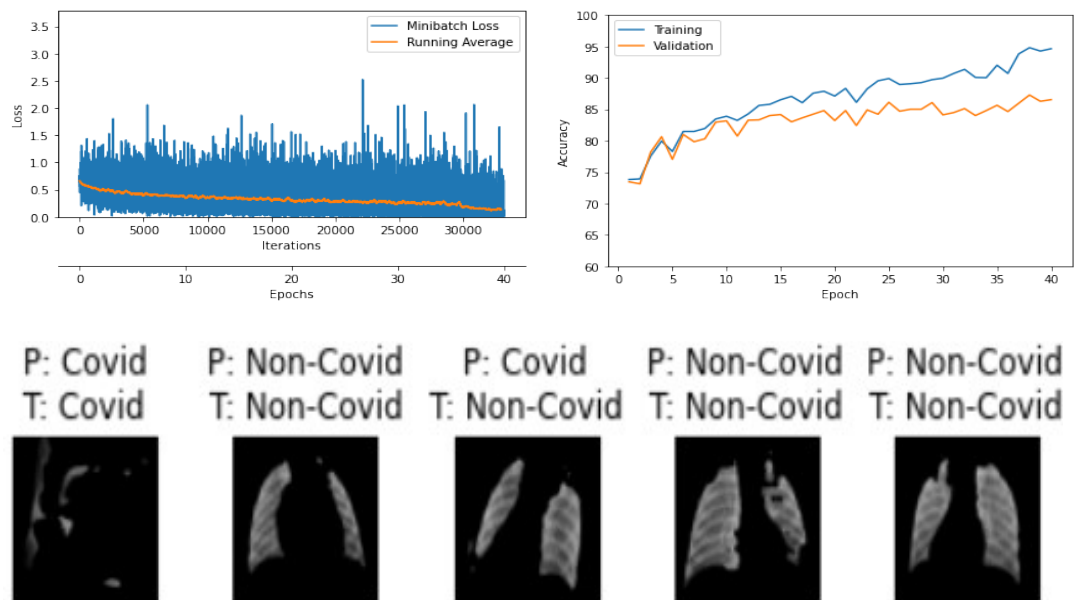 3.5
3.0
2.5
2.0
1.5
1.0
0.5
0.0
Loss
Minibatch Loss
Running Average
0 5000 10000 15000 20000 25000 30000
Iterations
0 10 20 30 40
Epochs
100
95
90
85
80
75
70
65
60
Accuracy
Training
Validation
0 5 10 15 20 25 30 35 40
Epoch
P: Covid P: Non-Covid P: Covid P: Non-Covid P: Non-Covid
T: Covid T: Non-Covid T: Non-Covid T: Non-Covid T: Non-Covid